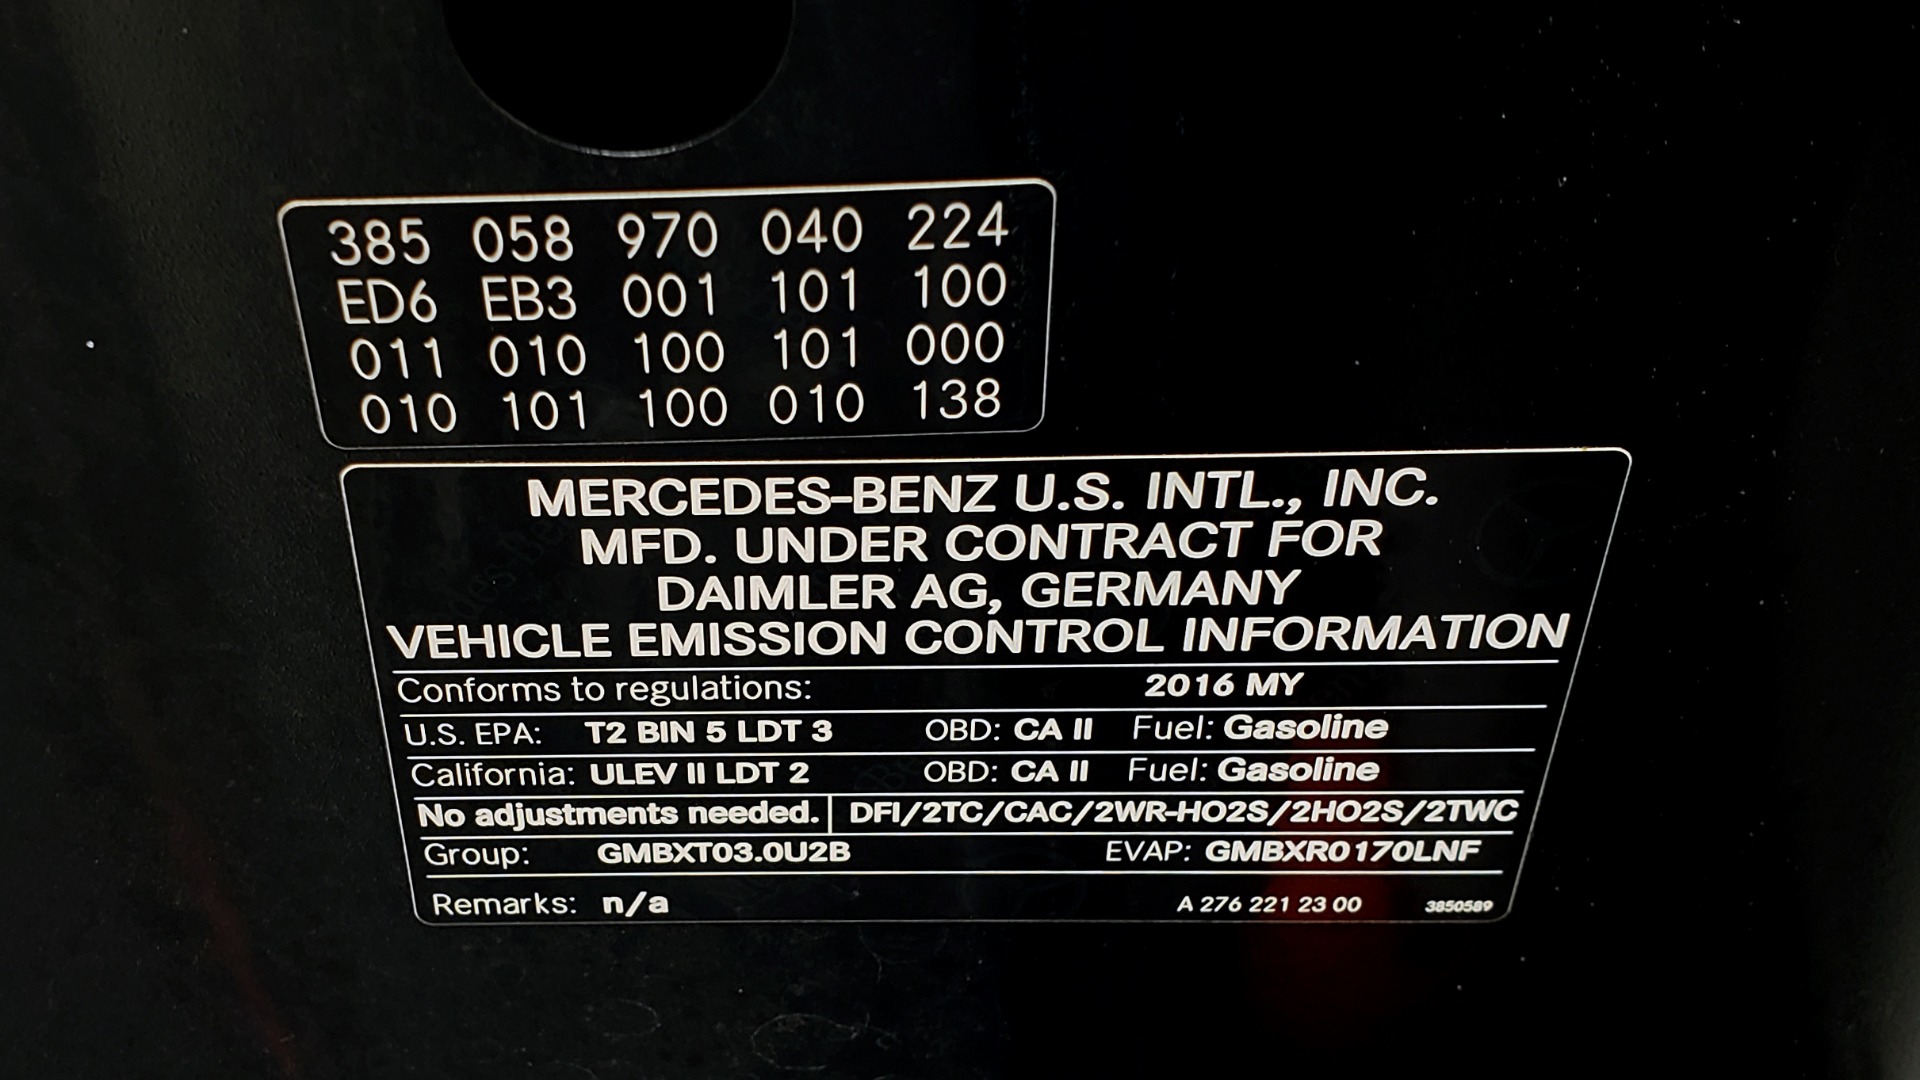 385 058 970 040 224
ED6 EB3 001 101 100
011 010 100 101 000
010 101 100 010 138
MERCEDES-BENZ U.S. INTL., INC.
MFD. UNDER CONTRACT FOR
DAIMLER AG, GERMANY
VEHICLE EMISSION CONTROL INFORMATION
Conforms to regulations: 2016 MY
U.S. EPA: T2 BIN 5 LDT 3 OBD: CA II Fuel: Gasoline
California: ULEV II LDT 2 OBD: CA II Fuel: Gasoline
No adjustments needed. DFI/2TC/CAC/2WR-HO2S/2HO2S/2TWC
Group: GMBXT03.0U2B EVAP: GMBXR0170LNF
Remarks: n/a A 276 221 23 00 3850589